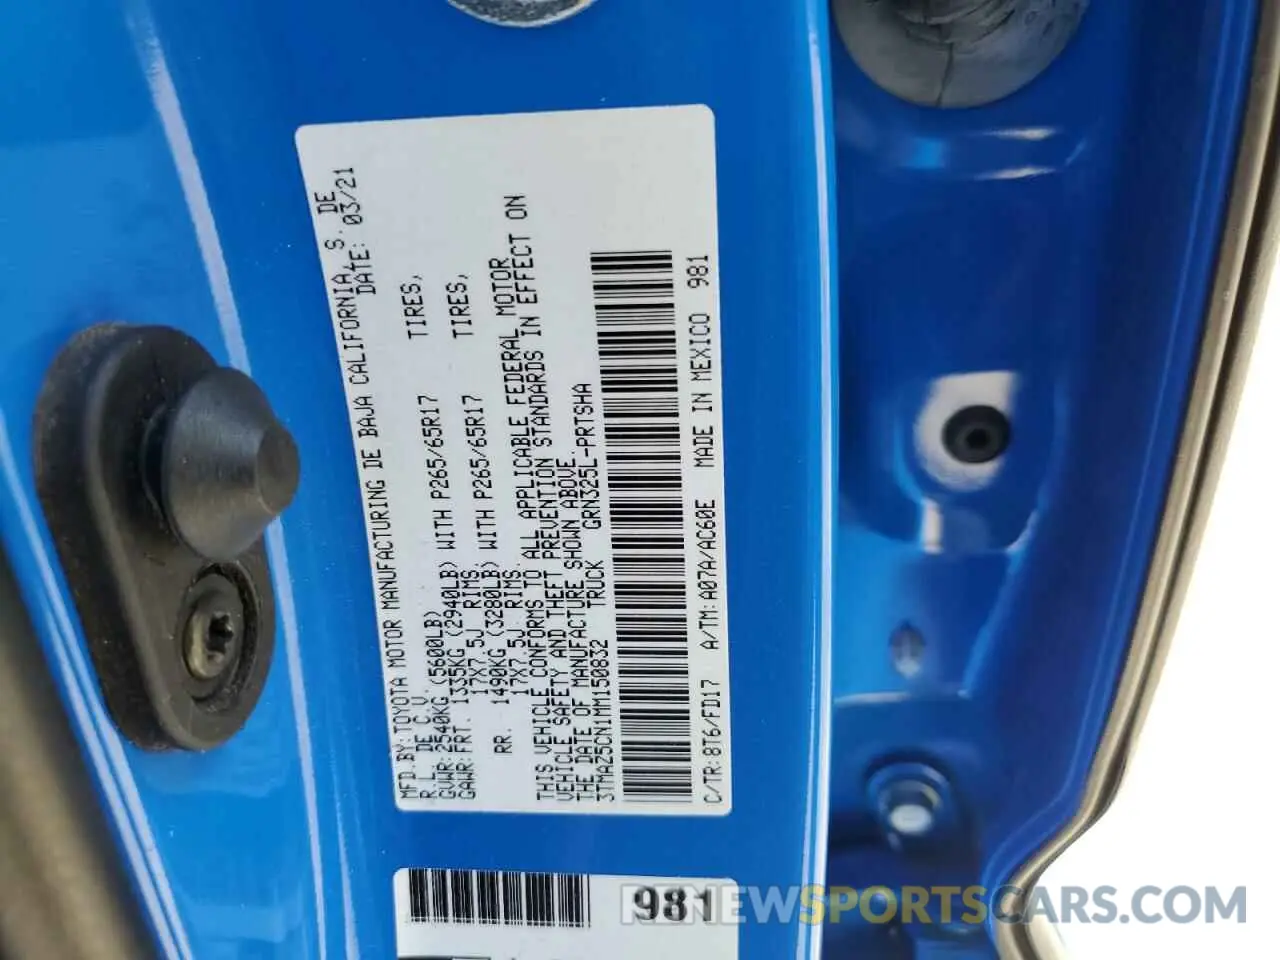 MFD.BY:TOYOTA MOTOR MANUFACTURING DE BAJA CALIFORNIA, S. DE
R.L. DE C.V. DATE: 03/21
GVWR:2540KG (5600LB)
GAWR:FRT. 1335KG (2940LB) WITH P265/65R17 TIRES,
17X7.5J RIMS
RR. 1490KG (3280LB) WITH P265/65R17 TIRES,
17X7.5J RIMS.
THIS VEHICLE CONFORMS TO ALL APPLICABLE FEDERAL MOTOR
VEHICLE SAFETY AND THEFT PREVENTION STANDARDS IN EFFECT ON
THE DATE OF MANUFACTURE SHOWN ABOVE.
3TMAZ5CN1MM150832 TRUCK GRN325L-PRTSHA
C/TR:8T6/FD17 A/TM:A07A/AC60E MADE IN MEXICO 981
981
RENEWSPORTSCARS.COM